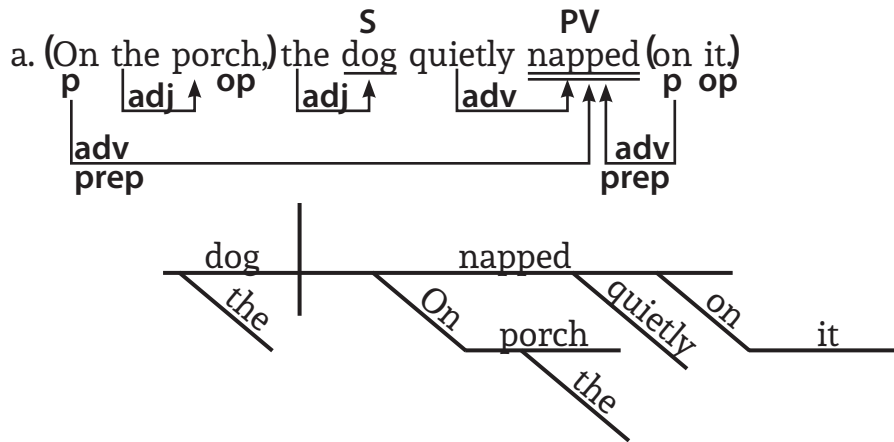 S PV
a. (On the porch,) the dog quietly napped (on it.)
p adj op adj adv p op
adv adv
prep prep
dog napped
the On quietly on
porch it
the